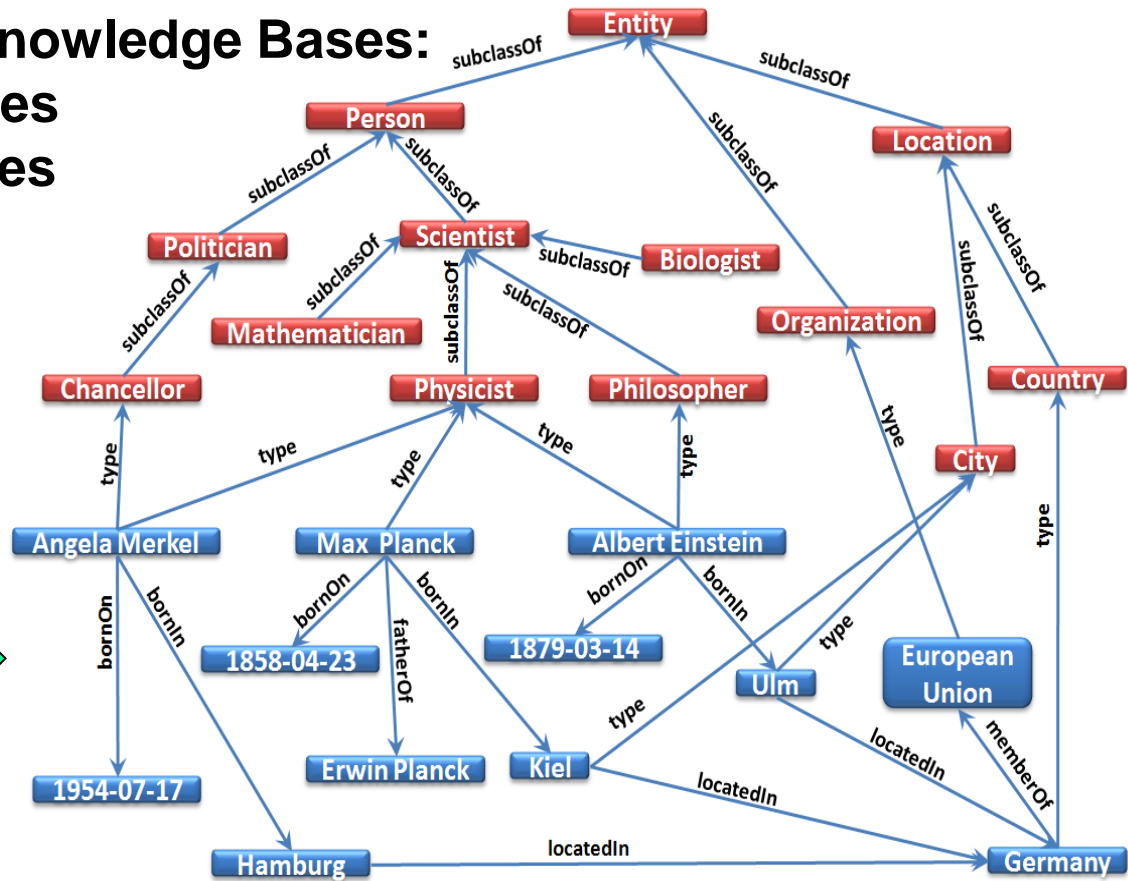 nowledge Bases:
es
es
Entity
subclassOf
subclassOf
subclassOf
Person
Location
subclassOf
subclassOf
subclassOf
subclassOf
Politician
Scientist
Biologist
subclassOf
subclassOf
subclassOf
subclassOf
subclassOf
Mathematician
Organization
Chancellor
Physicist
Philosopher
Country
type
type
type
type
type
type
City
type
Angela Merkel
Max Planck
Albert Einstein
bornOn
bornIn
bornOn
fatherOf
bornIn
bornOn
bornIn
type
1858-04-23
1879-03-14
European
Union
Ulm
type
locatedIn
memberOf
1954-07-17
Erwin Planck
Kiel
locatedIn
Hamburg
locatedIn
Germany